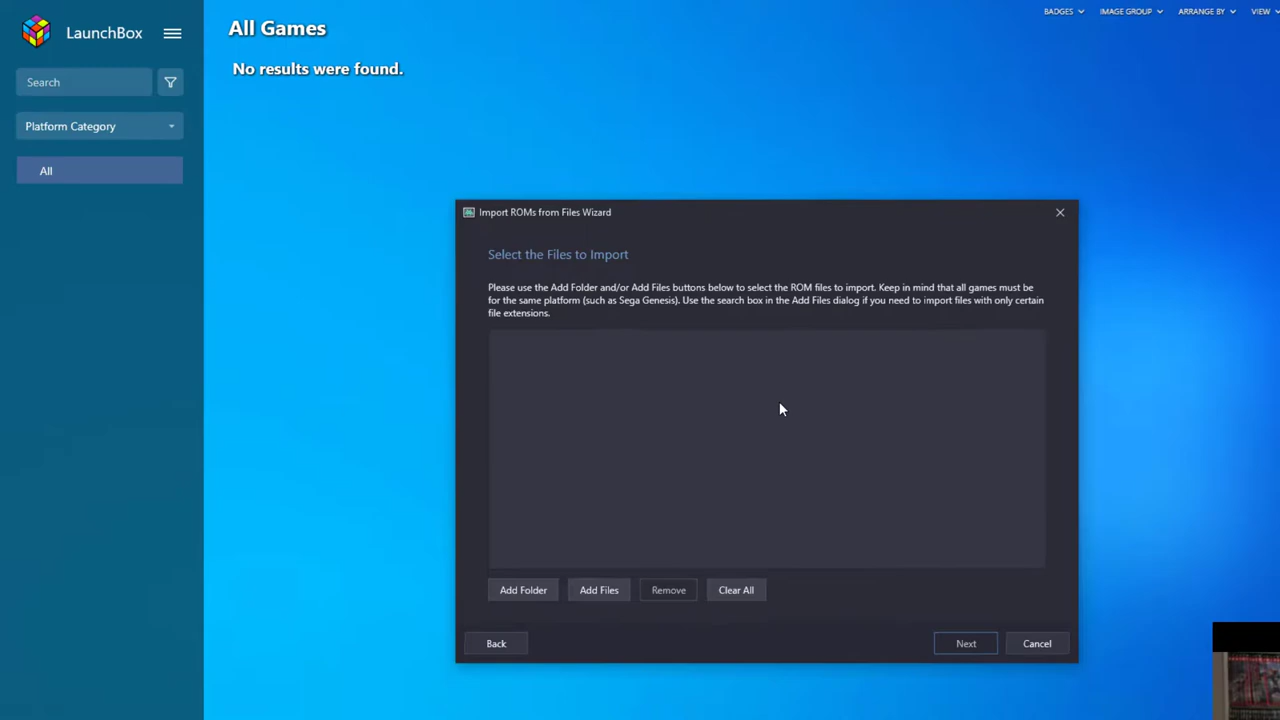 LaunchBox
Search
Platform Category
All
All Games
No results were found.
BADGES
IMAGE GROUP
ARRANGE BY
VIEW
Import ROMs from Files Wizard
Select the Files to Import
Please use the Add Folder and/or Add Files buttons below to select the ROM files to import. Keep in mind that all games must be
for the same platform (such as Sega Genesis). Use the search box in the Add Files dialog if you need to import files with only certain
file extensions.
Add Folder
Add Files
Remove
Clear All
Back
Next
Cancel